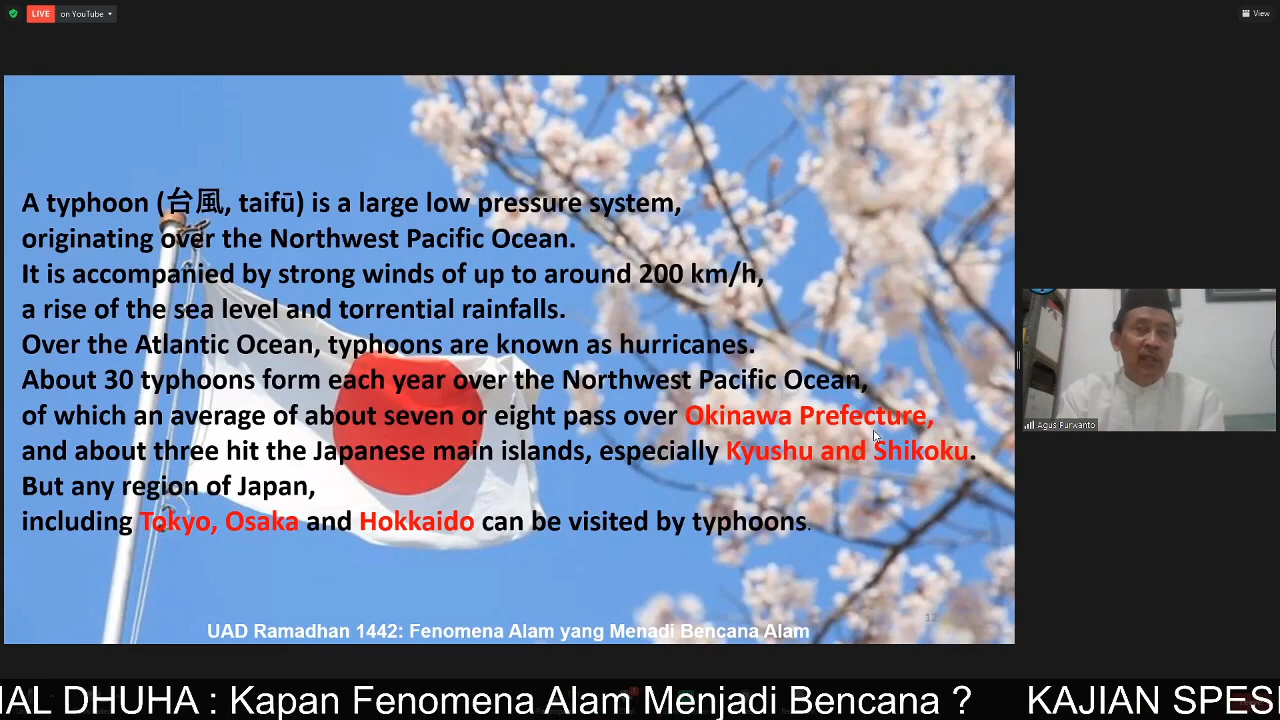 LIVE on YouTube
View
A typhoon (台風, taifū) is a large low pressure system,
originating over the Northwest Pacific Ocean.
It is accompanied by strong winds of up to around 200 km/h,
a rise of the sea level and torrential rainfalls.
Over the Atlantic Ocean, typhoons are known as hurricanes.
About 30 typhoons form each year over the Northwest Pacific Ocean,
of which an average of about seven or eight pass over Okinawa Prefecture,
and about three hit the Japanese main islands, especially Kyushu and Shikoku.
But any region of Japan,
including Tokyo, Osaka and Hokkaido can be visited by typhoons.
12
UAD Ramadhan 1442: Fenomena Alam yang Menadi Bencana Alam
Agus Purwanto
IAL DHUHA : Kapan Fenomena Alam Menjadi Bencana ? KAJIAN SPESI